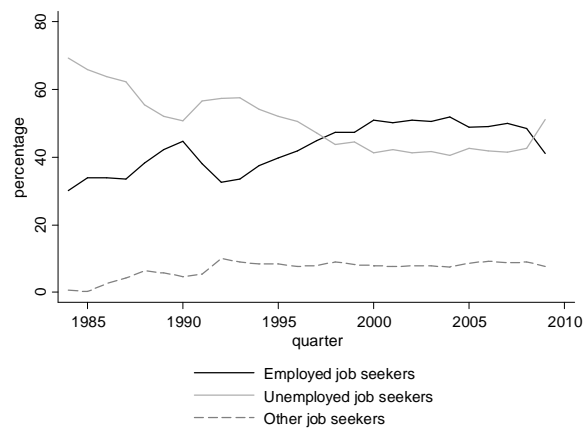 80
60
40
20
0
percentage
1985 1990 1995 2000 2005 2010
quarter
Employed job seekers
Unemployed job seekers
Other job seekers